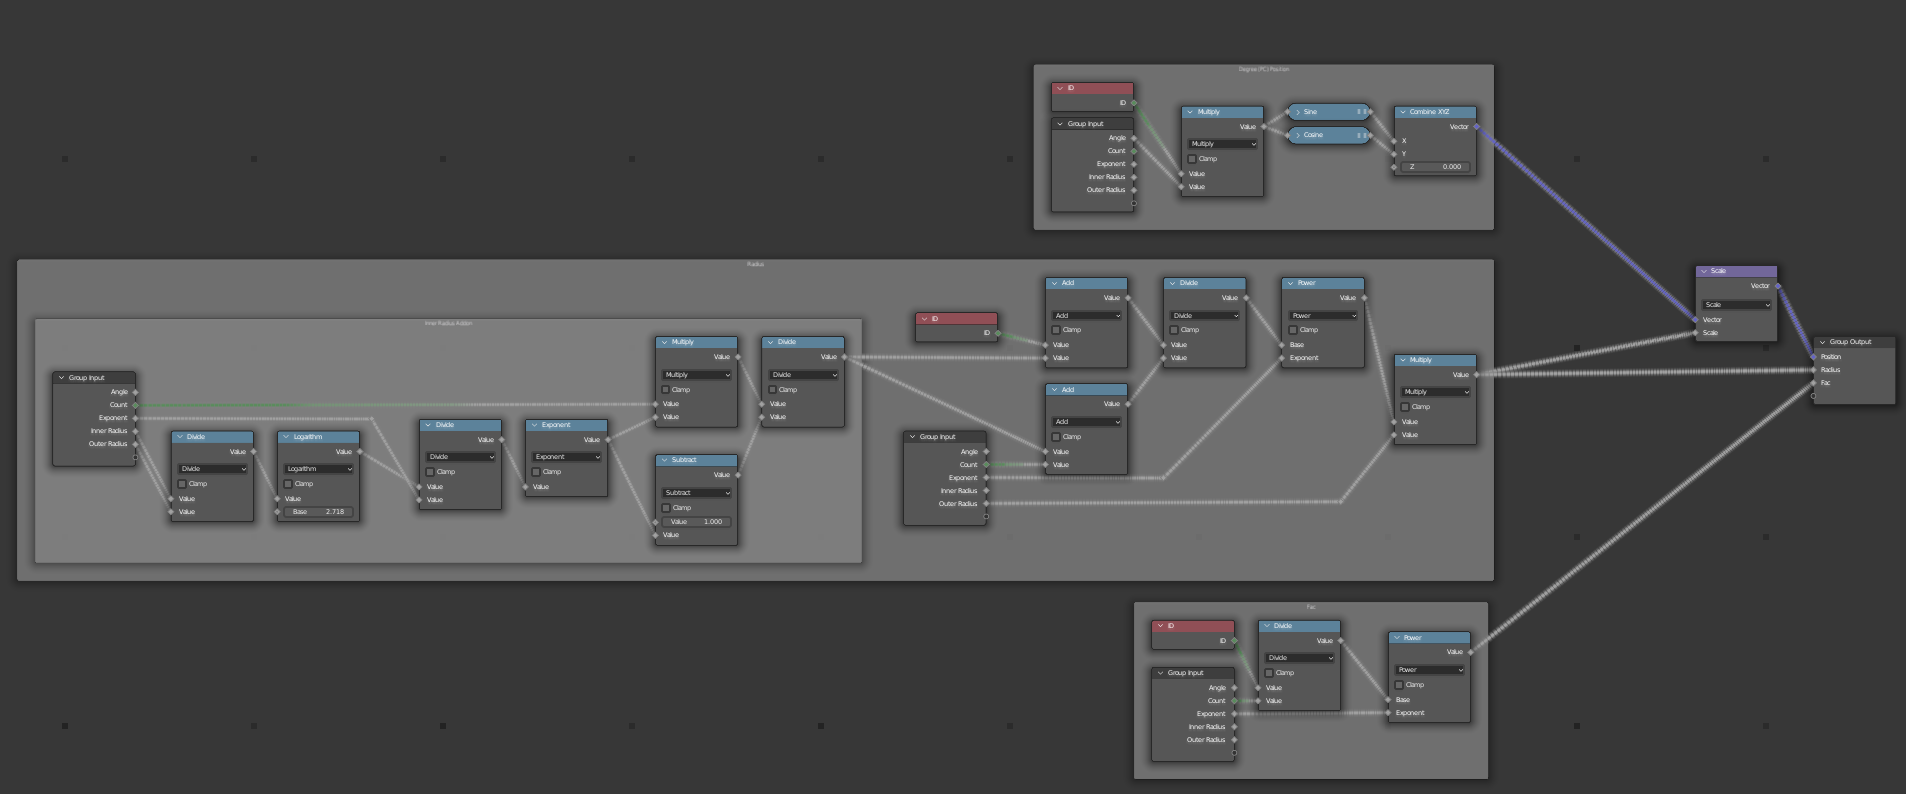 Degree (PC) Position
ID
ID
Group Input
Angle
Count
Exponent
Inner Radius
Outer Radius
Multiply
Value
Multiply
Clamp
Value
Value
Sine
Cosine
Combine XYZ
Vector
X
Y
Z 0.000
Scale
Vector
Scale
Vector
Scale
Group Output
Position
Radius
Fac
Radius
Inner Radius Addon
Group Input
Angle
Count
Exponent
Inner Radius
Outer Radius
Divide
Value
Divide
Clamp
Value
Value
Logarithm
Value
Logarithm
Clamp
Value
Base 2.718
Divide
Value
Divide
Clamp
Value
Value
Exponent
Value
Exponent
Clamp
Value
Multiply
Value
Multiply
Clamp
Value
Value
Subtract
Value
Subtract
Clamp
Value 1.000
Value
Divide
Value
Divide
Clamp
Value
Value
ID
ID
Group Input
Angle
Count
Exponent
Inner Radius
Outer Radius
Add
Value
Add
Clamp
Value
Value
Add
Value
Add
Clamp
Value
Value
Divide
Value
Divide
Clamp
Value
Value
Power
Value
Power
Clamp
Base
Exponent
Multiply
Value
Multiply
Clamp
Value
Value
Fac
ID
ID
Group Input
Angle
Count
Exponent
Inner Radius
Outer Radius
Divide
Value
Divide
Clamp
Value
Value
Power
Value
Power
Clamp
Base
Exponent